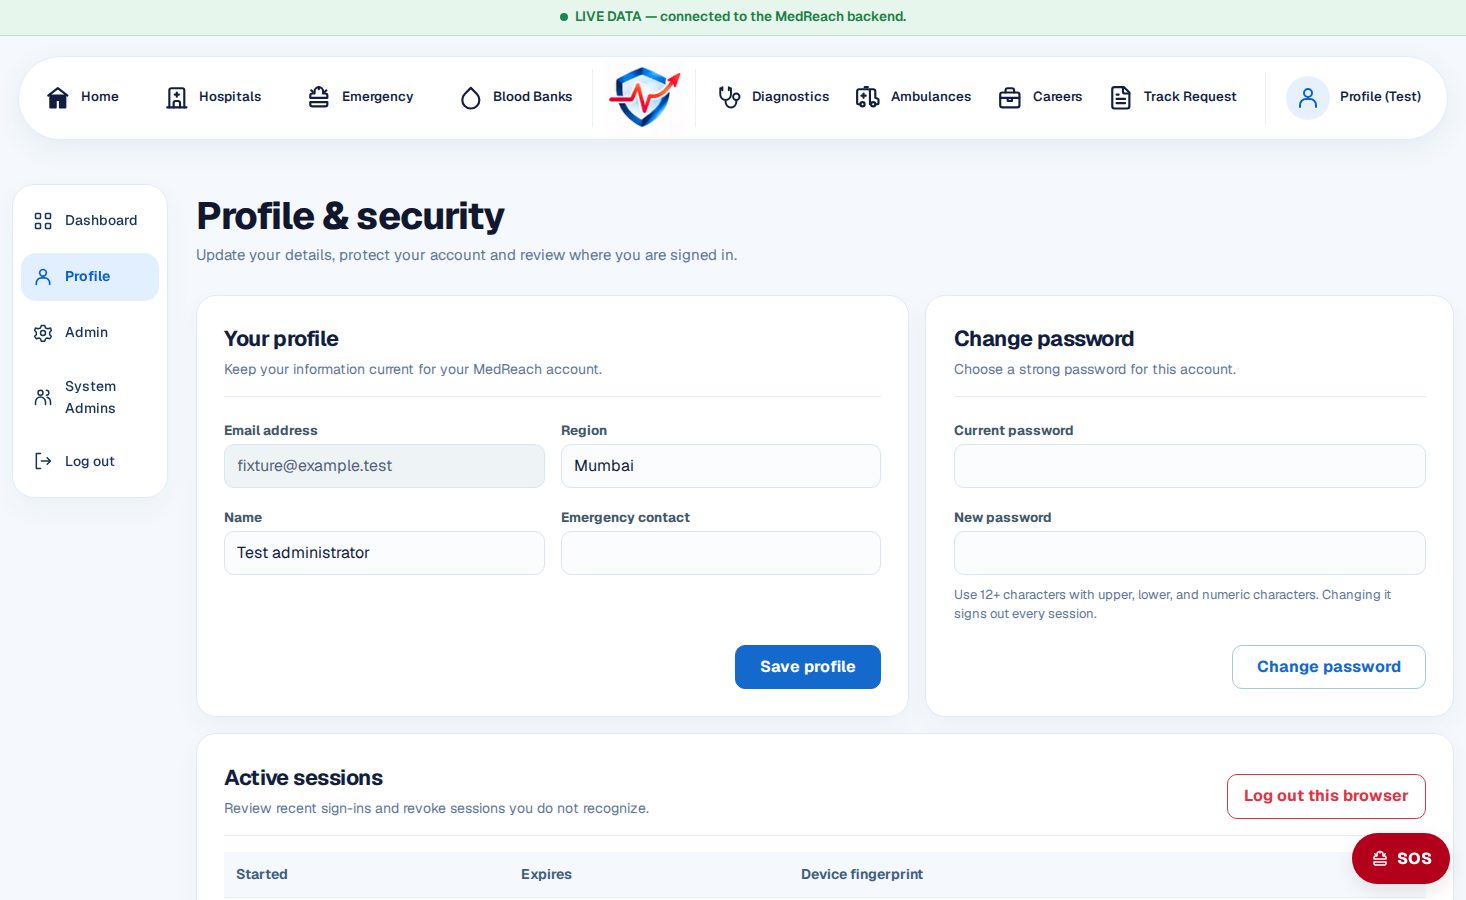 LIVE DATA — connected to the MedReach backend.
Home
Hospitals
Emergency
Blood Banks
Diagnostics
Ambulances
Careers
Track Request
Profile (Test)
Dashboard
Profile
Admin
System
Admins
Log out
Profile & security
Update your details, protect your account and review where you are signed in.
Your profile
Keep your information current for your MedReach account.
Email address
fixture@example.test
Region
Mumbai
Name
Test administrator
Emergency contact
Save profile
Change password
Choose a strong password for this account.
Current password
New password
Use 12+ characters with upper, lower, and numeric characters. Changing it
signs out every session.
Change password
Active sessions
Review recent sign-ins and revoke sessions you do not recognize.
Log out this browser
Started
Expires
Device fingerprint
SOS